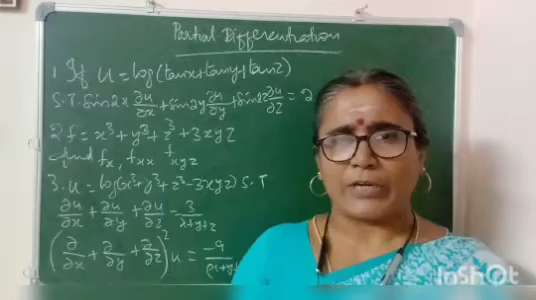 Partial Differentiation
1. If u = log(tanx+tany+tanz)
S.T. Sin2x ∂u/∂x + Sin2y ∂u/∂y + Sin2z ∂u/∂z = 2
2. f = x³+y³+z³+3xyz
find fx, fxx fxyz
3. u = log(x³+y³+z³-3xyz) S.T
∂u/∂x + ∂u/∂y + ∂u/∂z = 3/x+y+z
(∂/∂x + ∂/∂y + ∂/∂z)² u = -9/(x+y+
InShot